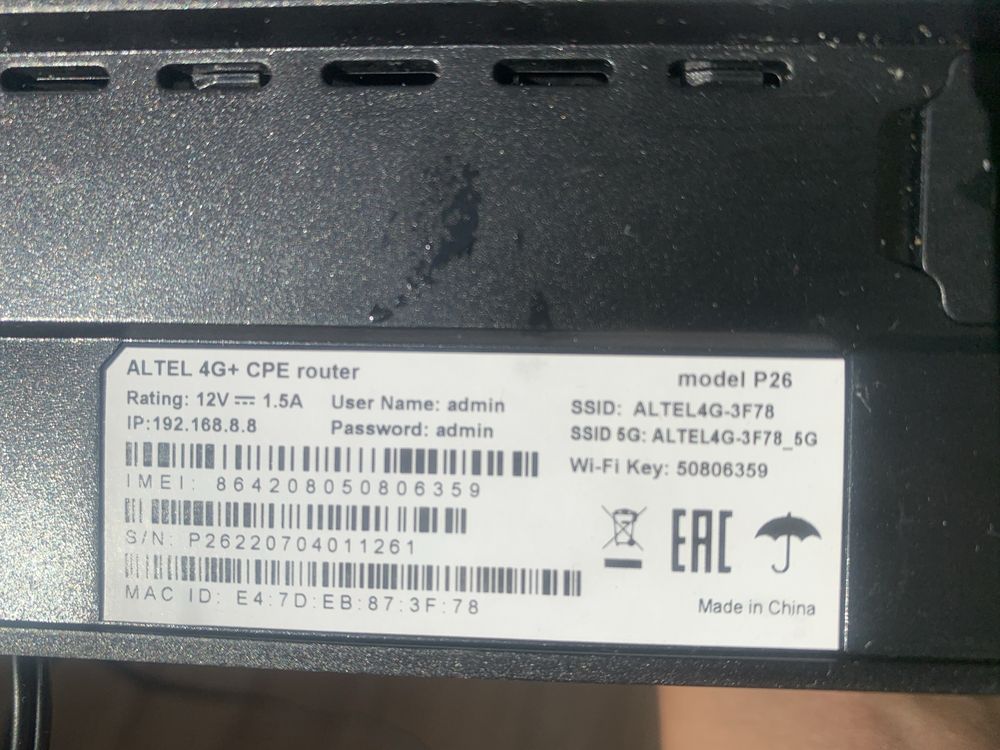 ALTEL 4G+ CPE router
model P26
Rating: 12V 1.5A
User Name: admin
SSID: ALTEL4G-3F78
IP:192.168.8.8
Password: admin
SSID 5G: ALTEL4G-3F78_5G
Wi-Fi Key: 50806359
IMEI: 864208050806359
S/N: P26220704011261
EAC
MAC ID: E4:7D:EB:87:3F:78
Made in China